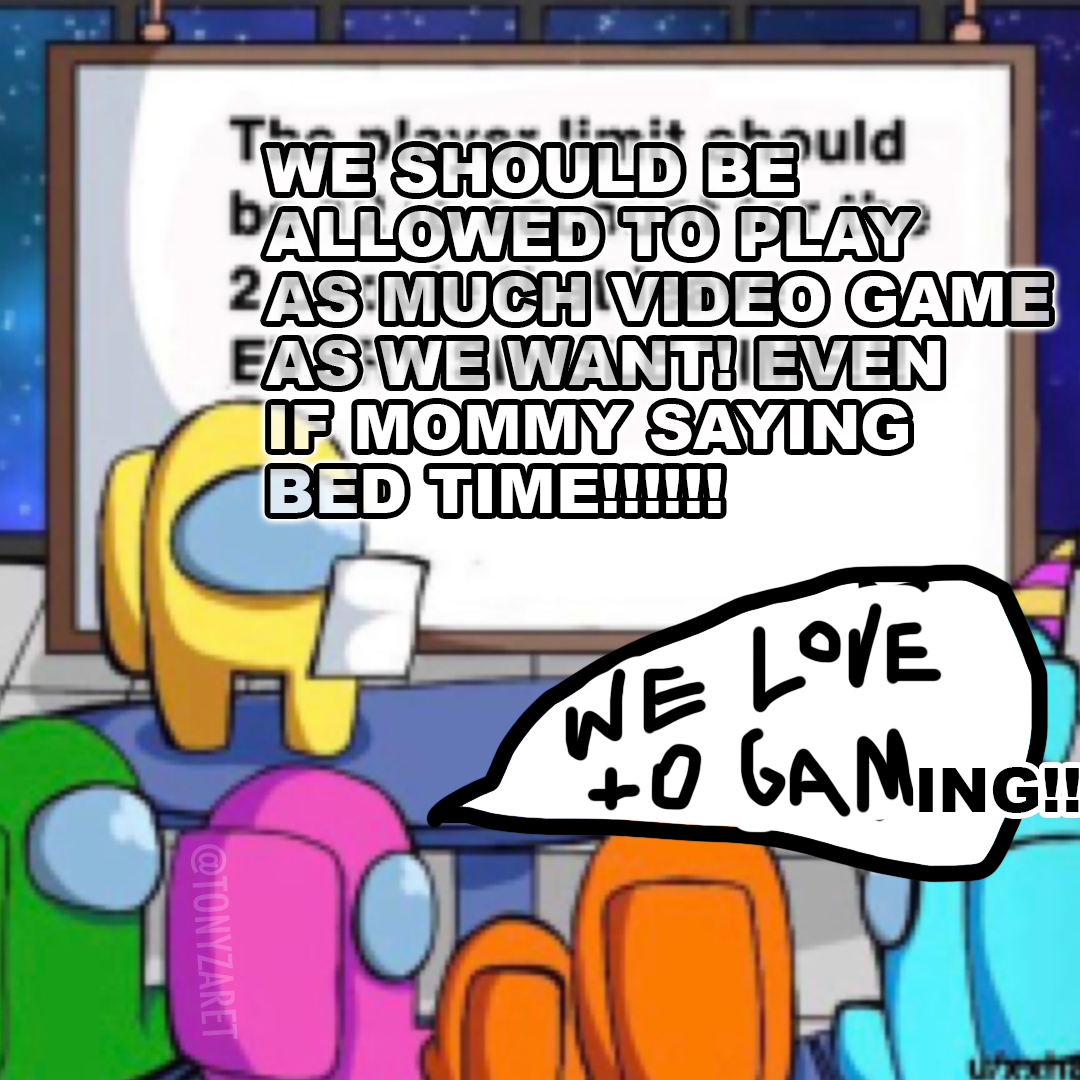 The player limit should
WE SHOULD BE
ALLOWED TO PLAY
AS MUCH VIDEO GAME
AS WE WANT! EVEN
IF MOMMY SAYING
BED TIME!!!!!!
WE LOVE
tO GAMING!!
@TONYZARET